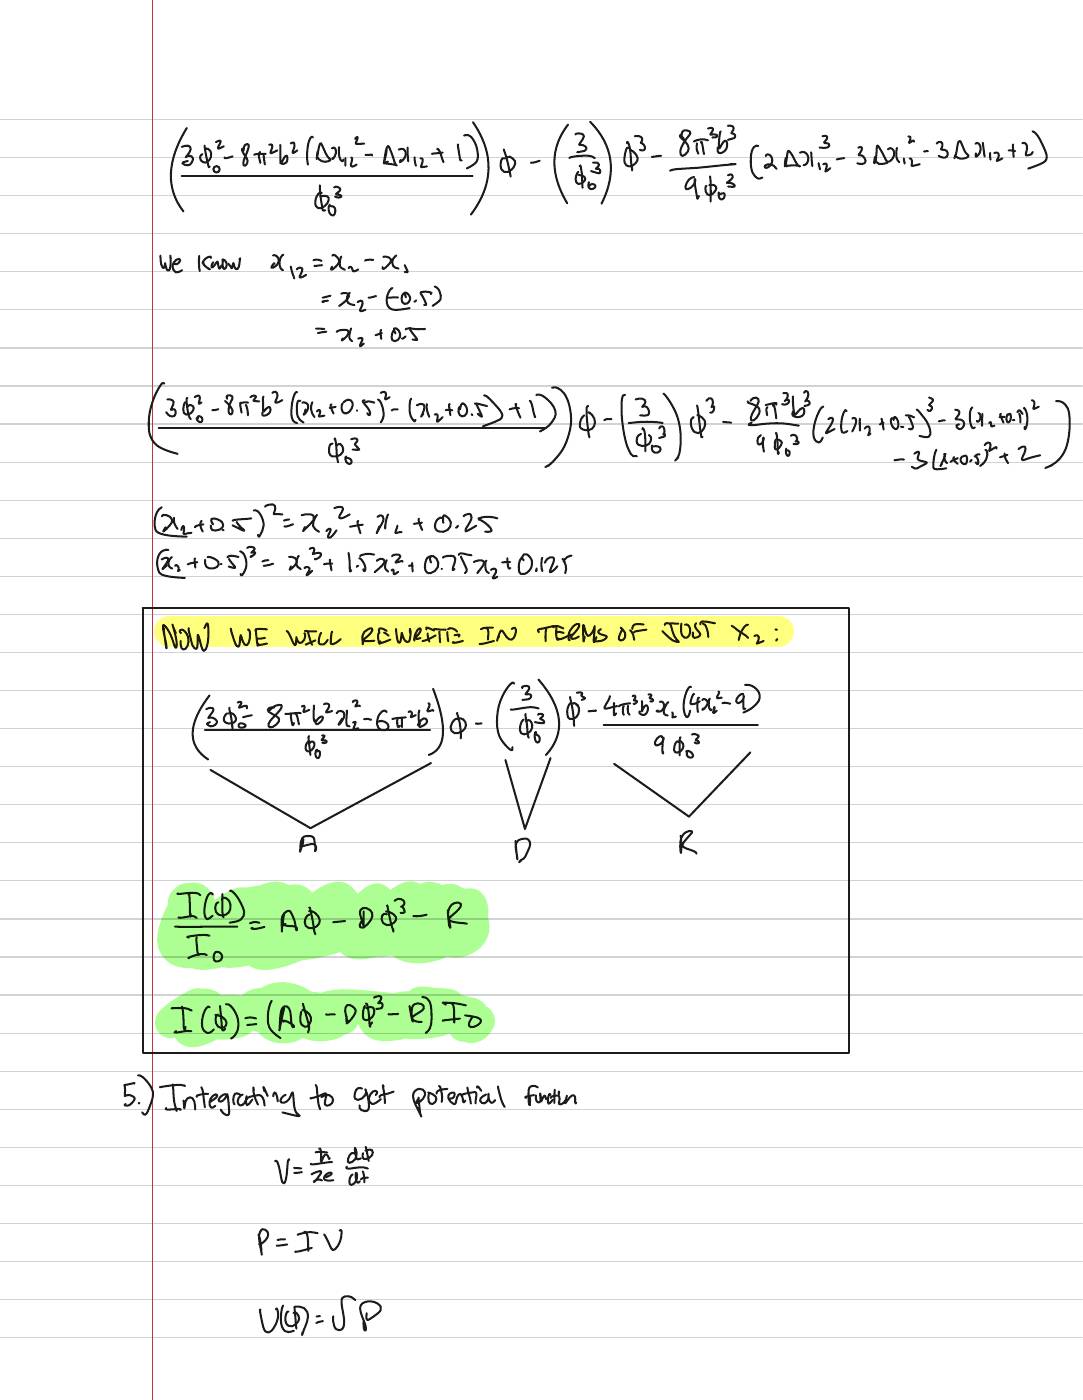 ((3ϕ₀² - 8π²b²(Δx₁₂² - Δx₁₂ + 1))/ϕ₀³)ϕ - (3/ϕ₀³)ϕ³ - 8π³b³/9ϕ₀³ (2Δx₁₂³ - 3Δx₁₂² - 3Δx₁₂ + 2)
We know x₁₂ = x₂ - x₁
= x₂ - (-0.5)
= x₂ + 0.5
((3ϕ₀² - 8π²b²((x₂+0.5)² - (x₂+0.5) + 1))/ϕ₀³)ϕ - (3/ϕ₀³)ϕ³ - 8π³b³/9ϕ₀³ (2(x₂+0.5)³ - 3(x₂+0.5)²
- 3(x+0.5)² + 2)
(x₂+0.5)² = x₂² + x₂ + 0.25
(x₂+0.5)³ = x₂³ + 1.5x₂² + 0.75x₂ + 0.125
NOW WE WILL REWRITE IN TERMS OF JUST X₂:
((3ϕ₀² - 8π²b²x₂² - 6π²b²)/ϕ₀³)ϕ - (3/ϕ₀³)ϕ³ - 4π³b³x₂(4x₂² - 9)/9ϕ₀³
A D R
I(ϕ)/I₀ = Aϕ - Dϕ³ - R
I(ϕ) = (Aϕ - Dϕ³ - R) I₀
5.) Integrating to get potential function
V = ħ/2e dϕ/dt
P = IV
U(ϕ) = ∫P